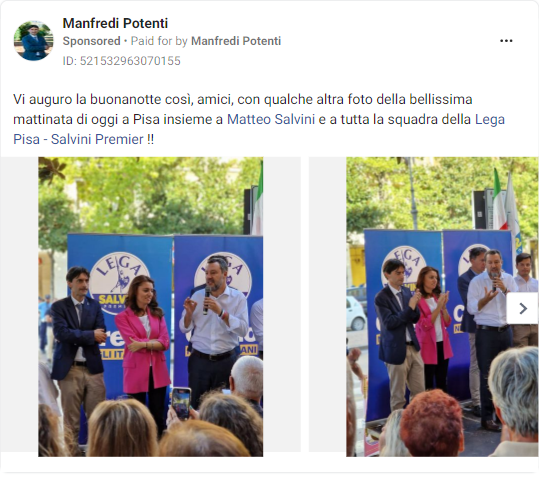 Manfredi Potenti
Sponsored • Paid for by Manfredi Potenti
ID: 521532963070155
Vi auguro la buonanotte così, amici, con qualche altra foto della bellissima
mattinata di oggi a Pisa insieme a Matteo Salvini e a tutta la squadra della Lega
Pisa - Salvini Premier !!
LEGA
SALVINI
LEGA
LEGA